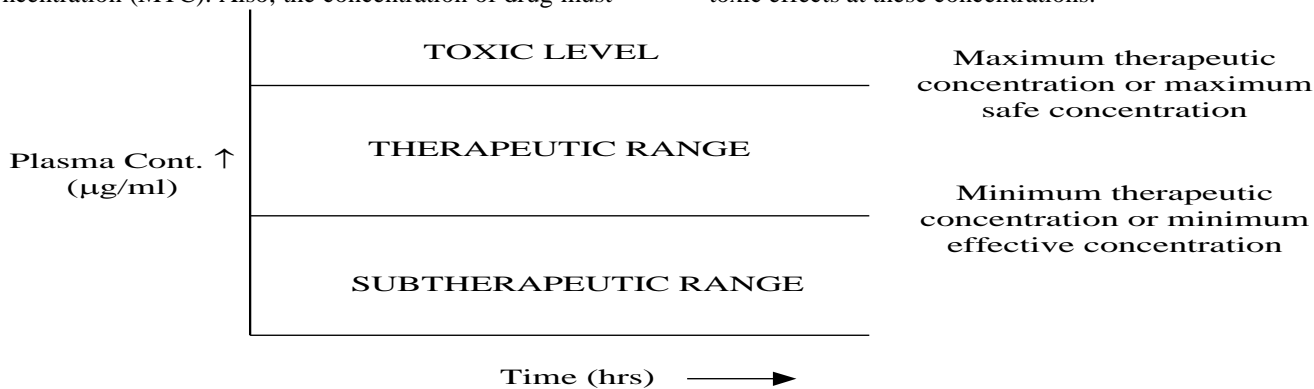 concentration (MTC). Also, the concentration of drug must
toxic effects at these concentrations.
TOXIC LEVEL
Maximum therapeutic
concentration or maximum
safe concentration
THERAPEUTIC RANGE
Plasma Cont. ↑
(μg/ml)
Minimum therapeutic
concentration or minimum
effective concentration
SUBTHERAPEUTIC RANGE
Time (hrs)